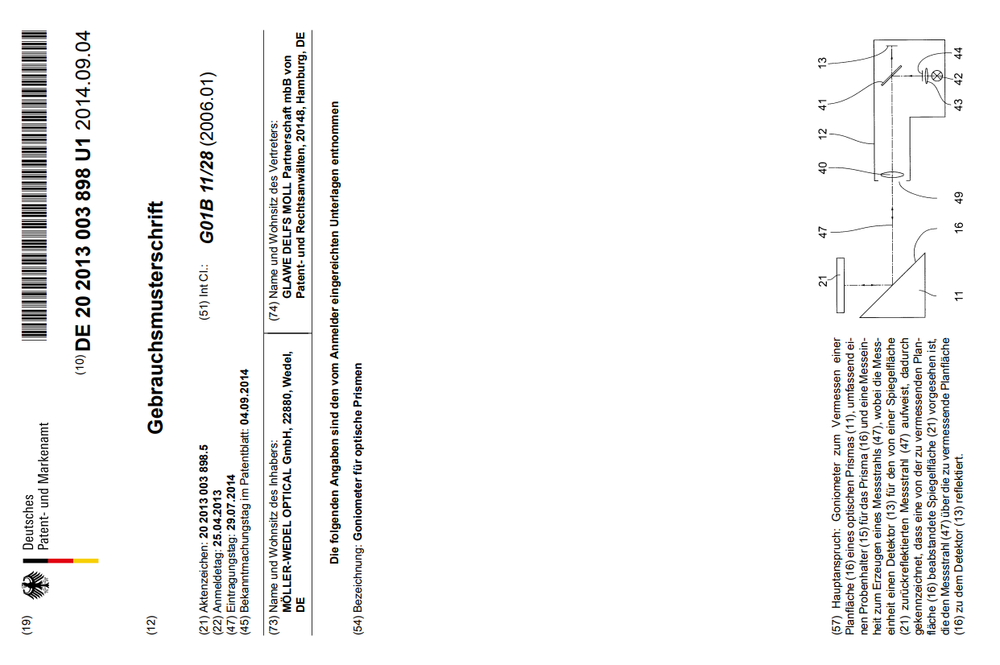 (19)
Deutsches
Patent- und Markenamt
(10) DE 20 2013 003 898 U1 2014.09.04
(12)
Gebrauchsmusterschrift
(21) Aktenzeichen: 20 2013 003 898.5
(22) Anmeldetag: 25.04.2013
(47) Eintragungstag: 29.07.2014
(45) Bekanntmachungstag im Patentblatt: 04.09.2014
(51) Int Cl.: G01B 11/28 (2006.01)
(73) Name und Wohnsitz des Inhabers:
MÖLLER-WEDEL OPTICAL GmbH, 22880, Wedel,
DE
(74) Name und Wohnsitz des Vertreters:
GLAWE DELFS MOLL Partnerschaft mbB von
Patent- und Rechtsanwälten, 20148, Hamburg, DE
Die folgenden Angaben sind den vom Anmelder eingereichten Unterlagen entnommen
(54) Bezeichnung: Goniometer für optische Prismen
(57) Hauptanspruch: Goniometer zum Vermessen einer
Planfläche (16) eines optischen Prismas (11), umfassend ei-
nen Probenhalter (15) für das Prisma (16) und eine Messein-
heit zum Erzeugen eines Messstrahls (47), wobei die Mess-
einheit einen Detektor (13) für den von einer Spiegelfläche
(21) zurückreflektierten Messstrahl (47) aufweist, dadurch
gekennzeichnet, dass eine von der zu vermessenden Plan-
fläche (16) beabstandete Spiegelfläche (21) vorgesehen ist,
die den Messstrahl (47) über die zu vermessende Planfläche
(16) zu dem Detektor (13) reflektiert.
21
47
40
12
41
13
11
16
49
43
42
44